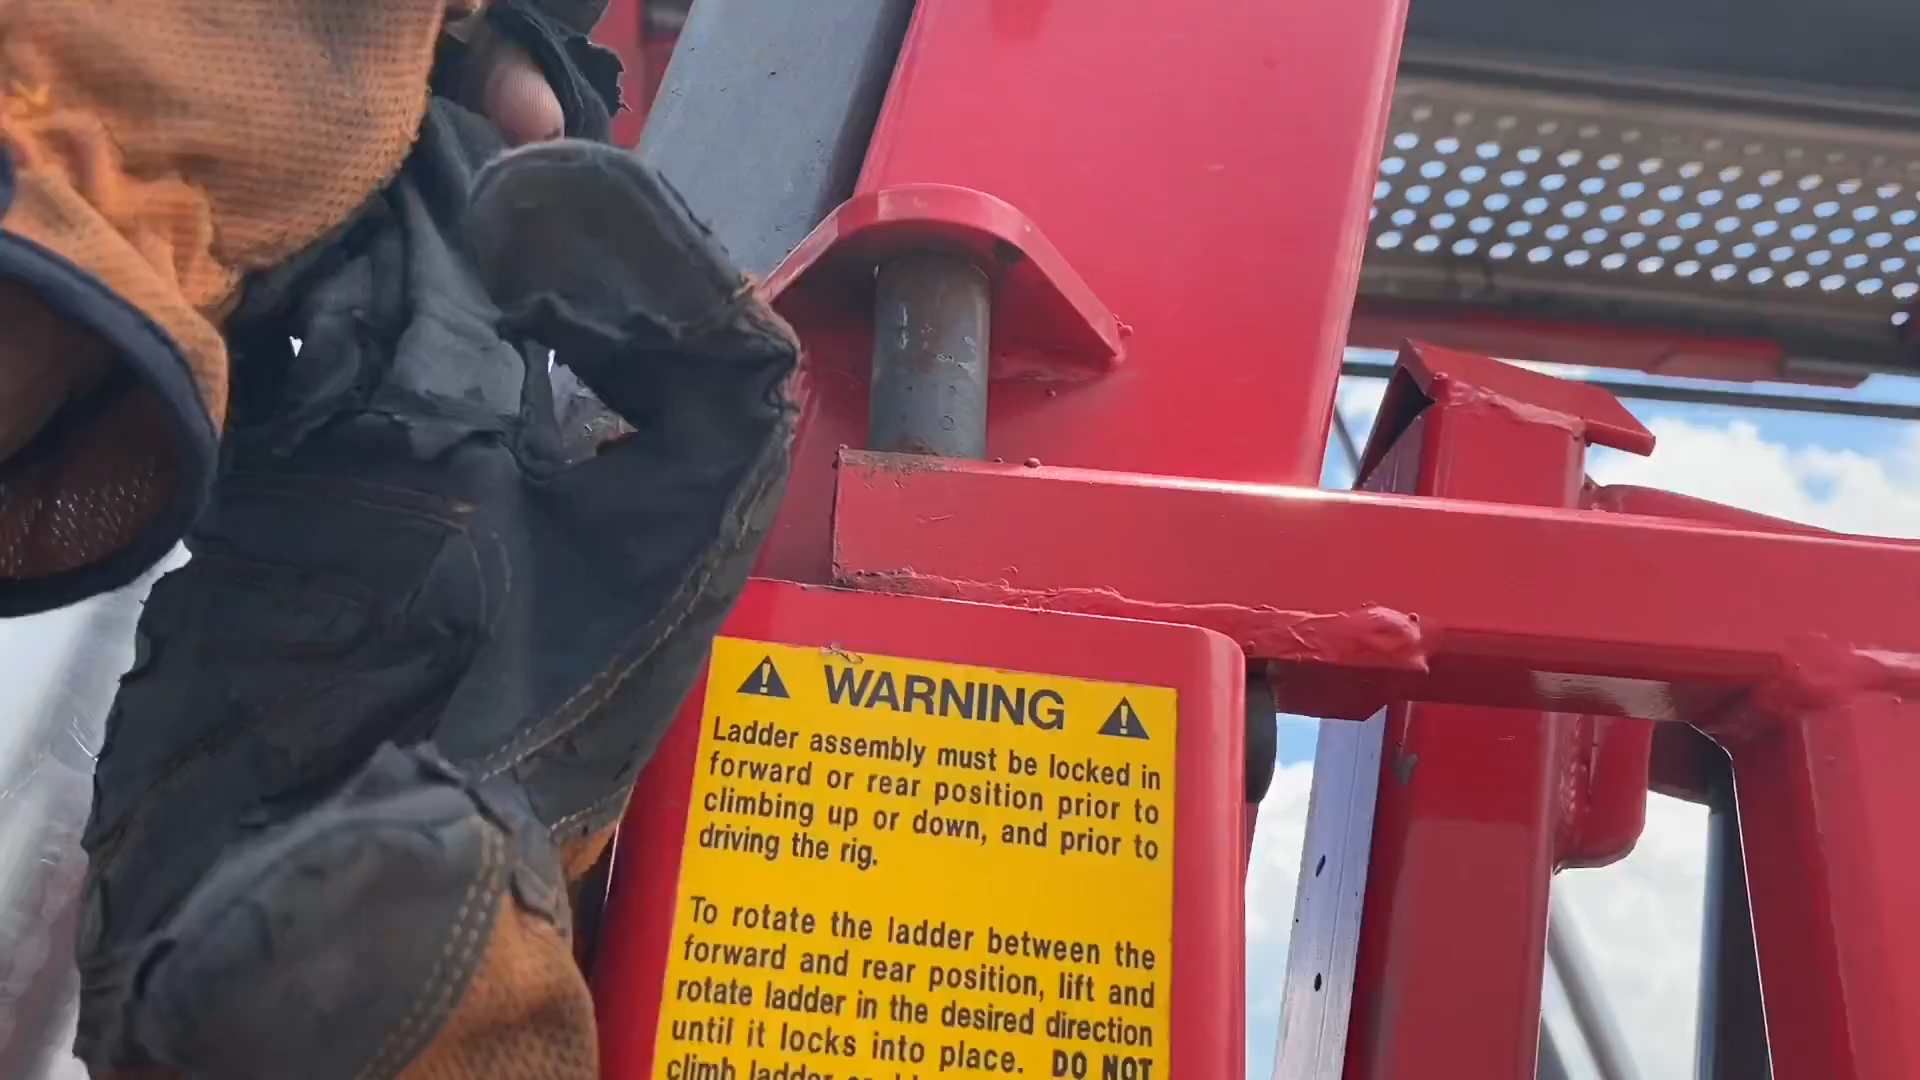 WARNING
Ladder assembly must be locked in
forward or rear position prior to
climbing up or down, and prior to
driving the rig.
To rotate the ladder between the
forward and rear position, lift and
rotate ladder in the desired direction
until it locks into place. DO NOT
climb ladder